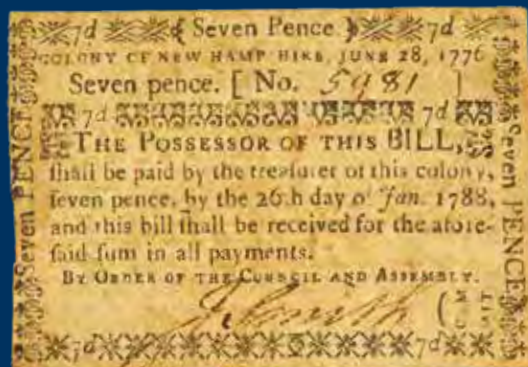 7d Seven Pence. 7d
COLONY OF NEW HAMP HIRE, JUNE 28, 1776
Seven pence. [ No. 5981 ]
7d 7d
THE POSSESSOR OF THIS BILL,
ſhall be paid by the treaſurer of this colony,
ſeven pence, by the 26th day of Jan. 1788,
and this bill ſhall be received for the afore-
ſaid ſum in all payments.
BY ORDER OF THE COUNCIL AND ASSEMBLY.
7d 7d
Seven PENCE
Seven PENCE